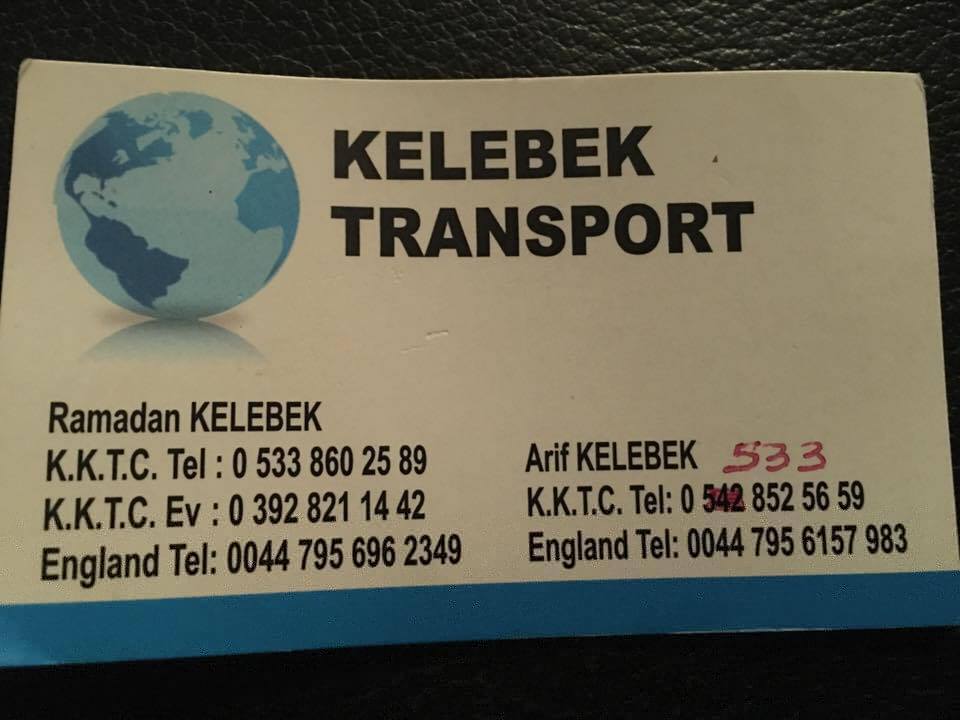 KELEBEK
TRANSPORT
Ramadan KELEBEK
K.K.T.C. Tel : 0 533 860 25 89
K.K.T.C. Ev : 0 392 821 14 42
England Tel: 0044 795 696 2349
Arif KELEBEK 533
K.K.T.C. Tel: 0 542 852 56 59
England Tel: 0044 795 6157 983